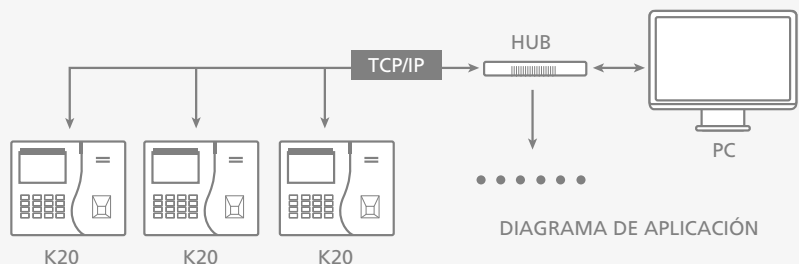 HUB
TCP/IP
PC
DIAGRAMA DE APLICACIÓN
K20 K20 K20